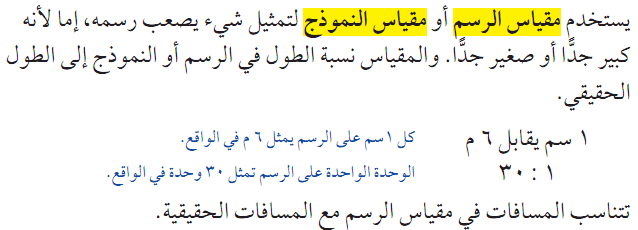 يستخدم مقياس الرسم أو مقياس النموذج لتمثيل شيء يصعب رسمه، إما لأنه
كبير جدًّا أو صغير جدًّا. والمقياس نسبة الطول في الرسم أو النموذج إلى الطول
الحقيقي.
١ سم يقابل ٦ م كل ١ سم على الرسم يمثل ٦ م في الواقع.
١ : ٣٠ الوحدة الواحدة على الرسم تمثل ٣٠ وحدة في الواقع.
تتناسب المسافات في مقياس الرسم مع المسافات الحقيقية.